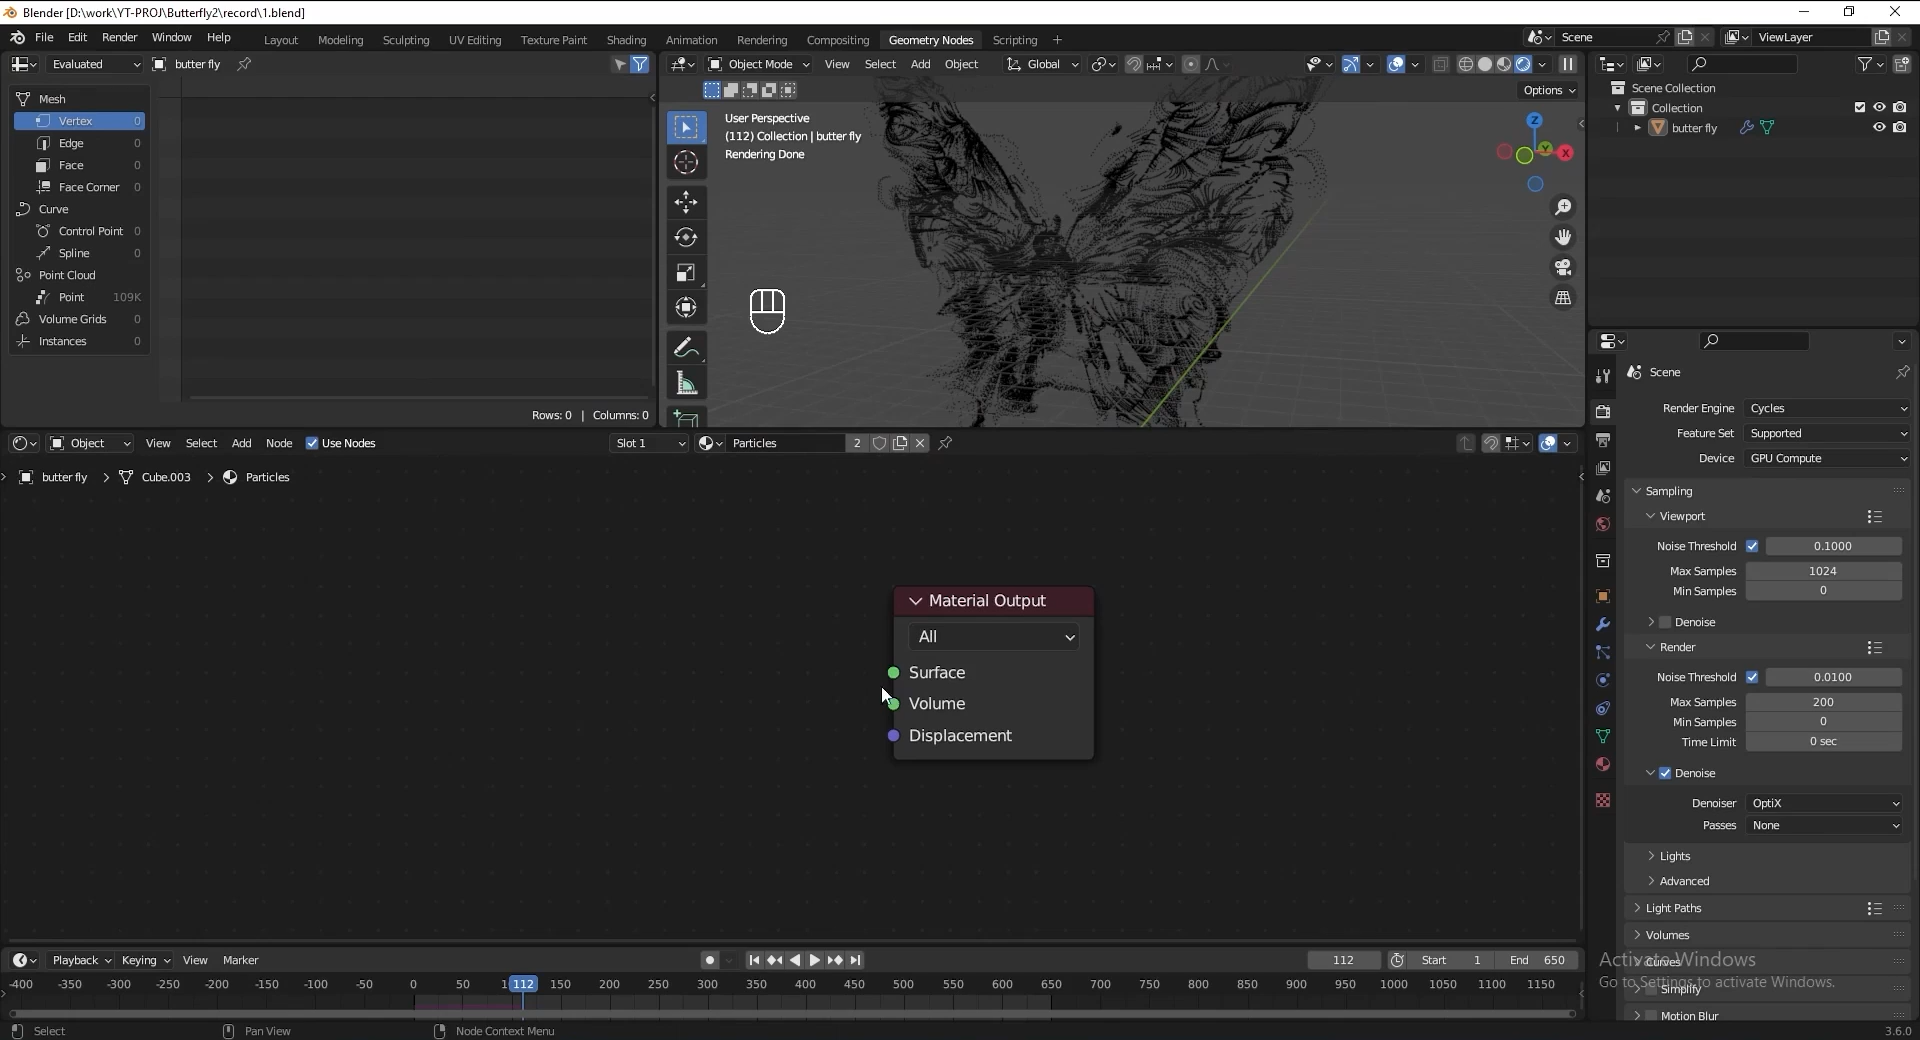 Blender [D:\work\YT-PROJ\Butterfly2\record\1.blend]
File Edit Render Window Help Layout Modeling Sculpting UV Editing Texture Paint Shading Animation Rendering Compositing Geometry Nodes Scripting + Scene ViewLayer
Evaluated butter fly
Object Mode View Select Add Object Global
Options
Mesh
Vertex 0
Edge 0
Face 0
Face Corner 0
Curve
Control Point 0
Spline 0
Point Cloud
Point 109K
Volume Grids 0
Instances 0
Rows: 0 | Columns: 0
User Perspective
(112) Collection | butter fly
Rendering Done
Z
Y
X
Scene Collection
Collection
butter fly
Object View Select Add Node Use Nodes Slot 1 Particles 2
butter fly > Cube.003 > Particles
Material Output
All
Surface
Volume
Displacement
Scene
Render Engine Cycles
Feature Set Supported
Device GPU Compute
Sampling
Viewport
Noise Threshold 0.1000
Max Samples 1024
Min Samples 0
Denoise
Render
Noise Threshold 0.0100
Max Samples 200
Min Samples 0
Time Limit 0 sec
Denoise
Denoiser OptiX
Passes None
Lights
Advanced
Light Paths
Volumes
Curves
Simplify
Motion Blur
Activate Windows
Go to Settings to activate Windows.
Playback Keying View Marker 112 Start 1 End 650
-400 -350 -300 -250 -200 -150 -100 -50 0 50 112 150 200 250 300 350 400 450 500 550 600 650 700 750 800 850 900 950 1000 1050 1100 1150
Select Pan View Node Context Menu 3.6.0